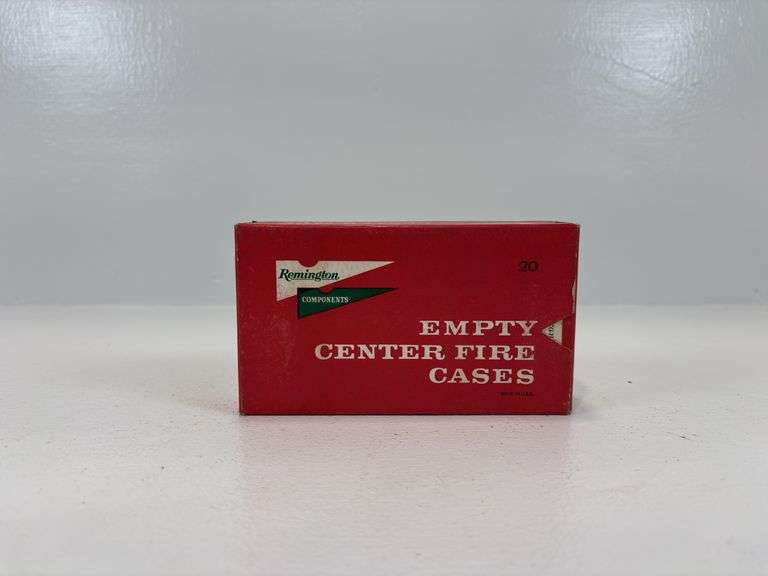 Remington
20
COMPONENTS
EMPTY
CENTER FIRE
CASES